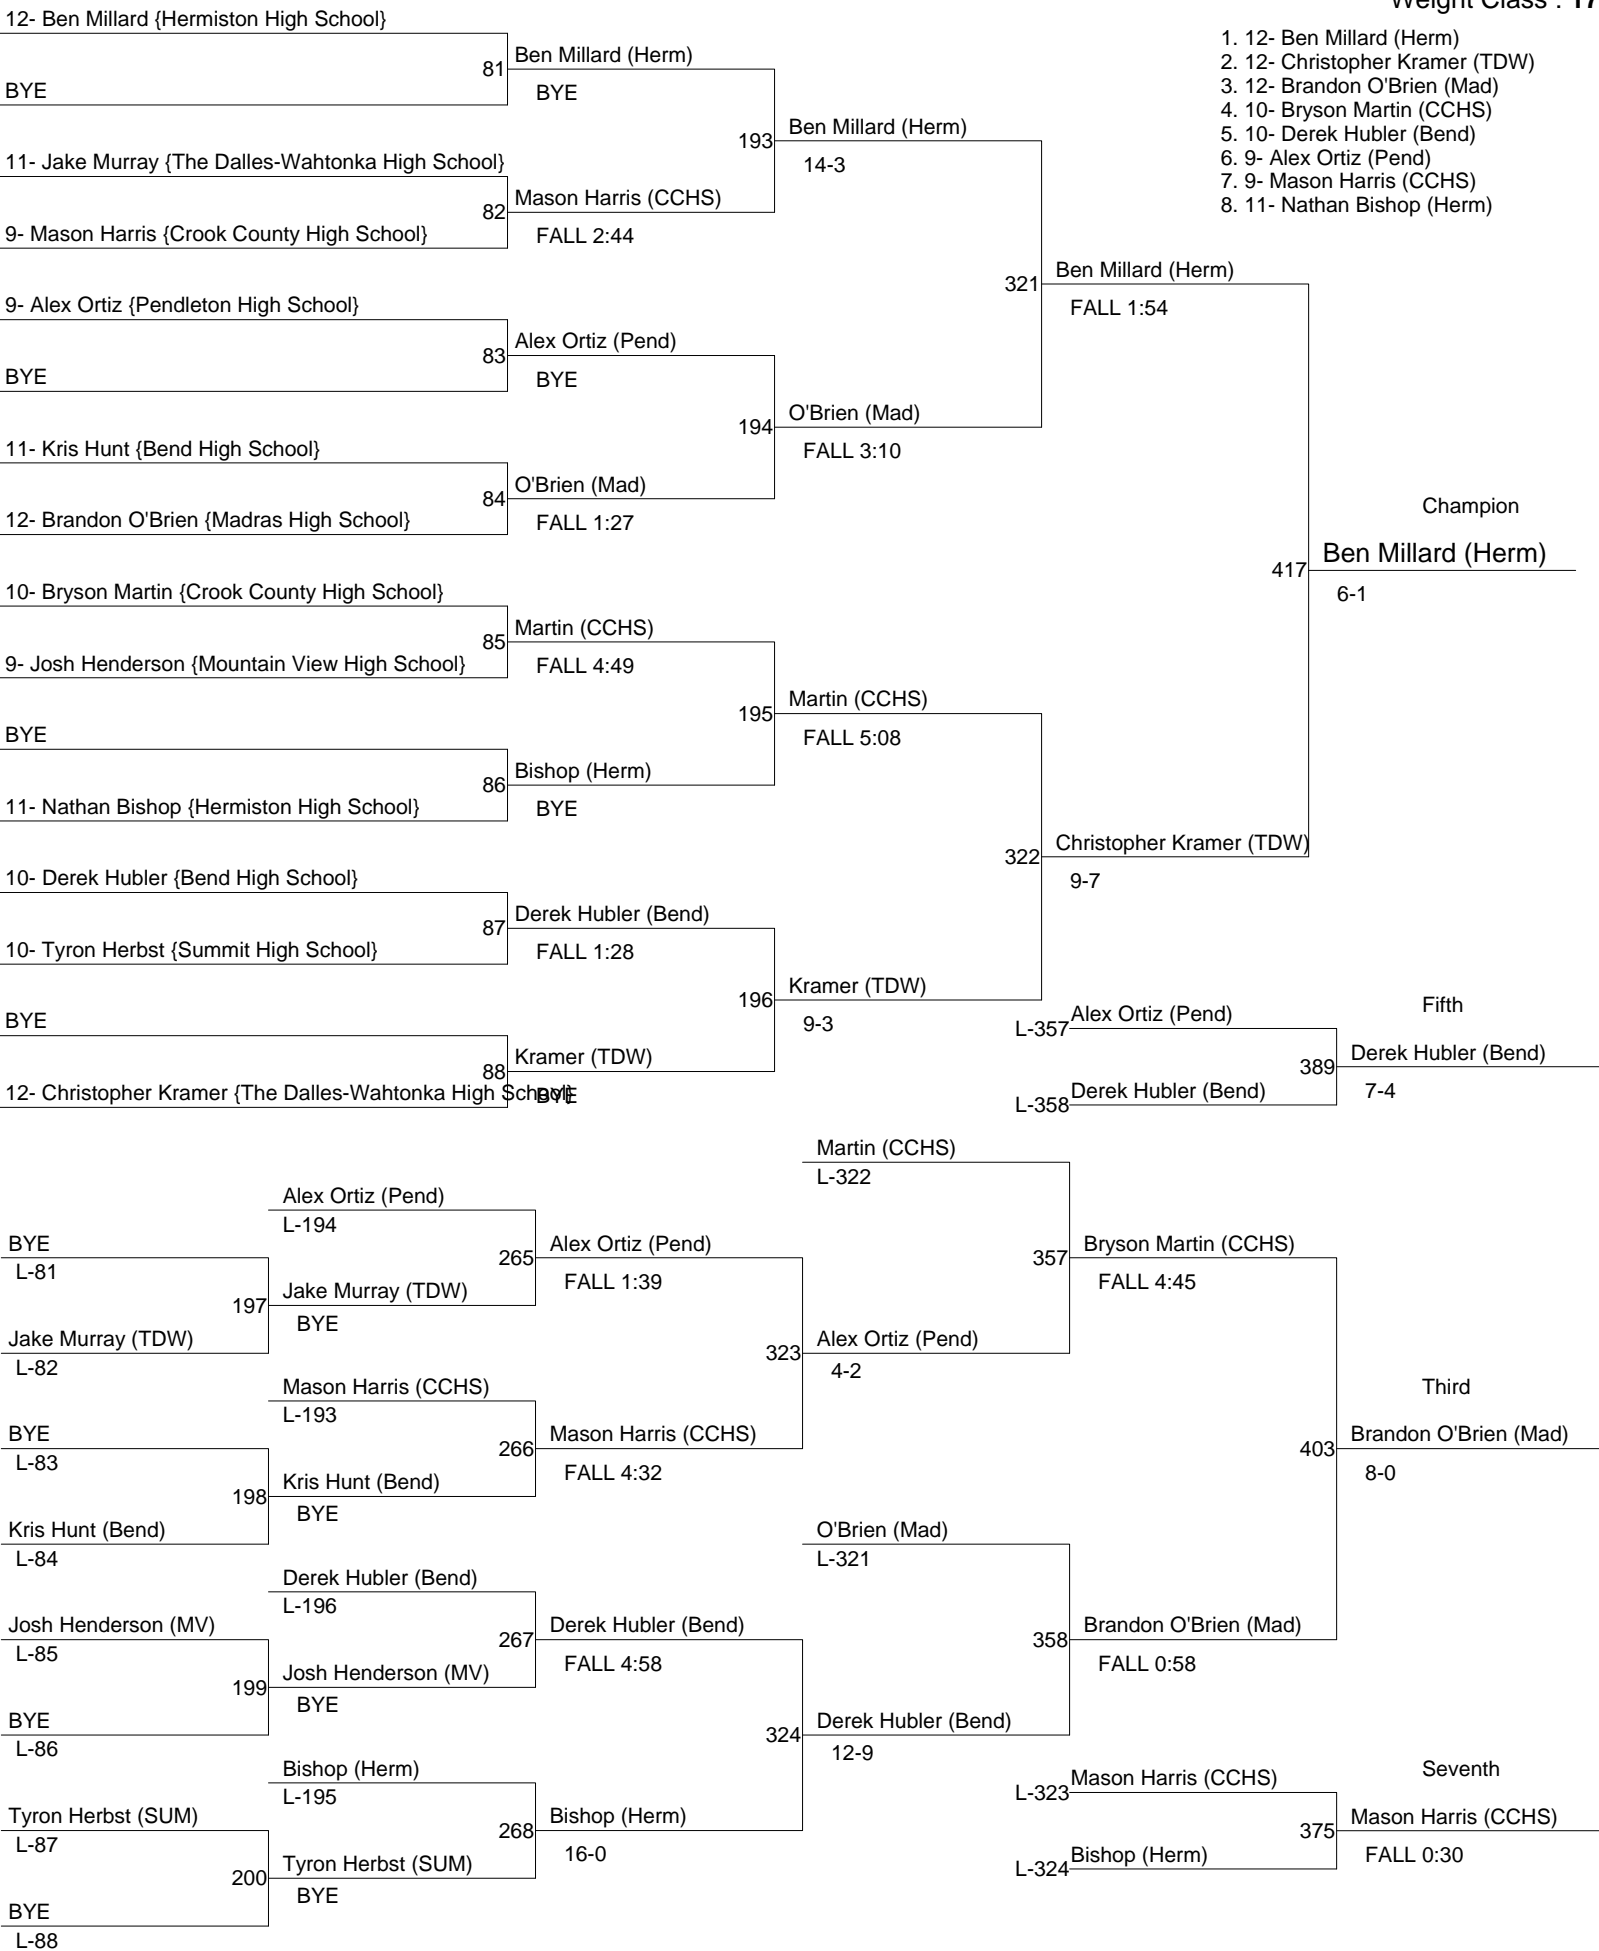 Weight Class : 17
1. 12- Ben Millard (Herm)
2. 12- Christopher Kramer (TDW)
3. 12- Brandon O'Brien (Mad)
4. 10- Bryson Martin (CCHS)
5. 10- Derek Hubler (Bend)
6. 9- Alex Ortiz (Pend)
7. 9- Mason Harris (CCHS)
8. 11- Nathan Bishop (Herm)
12- Ben Millard {Hermiston High School}
BYE
11- Jake Murray {The Dalles-Wahtonka High School}
9- Mason Harris {Crook County High School}
9- Alex Ortiz {Pendleton High School}
BYE
11- Kris Hunt {Bend High School}
12- Brandon O'Brien {Madras High School}
10- Bryson Martin {Crook County High School}
9- Josh Henderson {Mountain View High School}
BYE
11- Nathan Bishop {Hermiston High School}
10- Derek Hubler {Bend High School}
10- Tyron Herbst {Summit High School}
BYE
12- Christopher Kramer {The Dalles-Wahtonka High School}
81
Ben Millard (Herm)
BYE
82
Mason Harris (CCHS)
FALL 2:44
83
Alex Ortiz (Pend)
BYE
84
O'Brien (Mad)
FALL 1:27
85
Martin (CCHS)
FALL 4:49
86
Bishop (Herm)
BYE
87
Derek Hubler (Bend)
FALL 1:28
88
Kramer (TDW)
BYE
193
Ben Millard (Herm)
14-3
194
O'Brien (Mad)
FALL 3:10
195
Martin (CCHS)
FALL 5:08
196
Kramer (TDW)
9-3
321
Ben Millard (Herm)
FALL 1:54
322
Christopher Kramer (TDW)
9-7
Champion
417
Ben Millard (Herm)
6-1
Fifth
L-357
Alex Ortiz (Pend)
L-358
Derek Hubler (Bend)
389
Derek Hubler (Bend)
7-4
BYE
L-81
Jake Murray (TDW)
L-82
BYE
L-83
Kris Hunt (Bend)
L-84
Josh Henderson (MV)
L-85
BYE
L-86
Tyron Herbst (SUM)
L-87
BYE
L-88
Alex Ortiz (Pend)
L-194
197
Jake Murray (TDW)
BYE
Mason Harris (CCHS)
L-193
198
Kris Hunt (Bend)
BYE
Derek Hubler (Bend)
L-196
199
Josh Henderson (MV)
BYE
Bishop (Herm)
L-195
200
Tyron Herbst (SUM)
BYE
265
Alex Ortiz (Pend)
FALL 1:39
266
Mason Harris (CCHS)
FALL 4:32
267
Derek Hubler (Bend)
FALL 4:58
268
Bishop (Herm)
16-0
Martin (CCHS)
L-322
323
Alex Ortiz (Pend)
4-2
O'Brien (Mad)
L-321
324
Derek Hubler (Bend)
12-9
357
Bryson Martin (CCHS)
FALL 4:45
358
Brandon O'Brien (Mad)
FALL 0:58
Third
403
Brandon O'Brien (Mad)
8-0
Seventh
L-323
Mason Harris (CCHS)
L-324
Bishop (Herm)
375
Mason Harris (CCHS)
FALL 0:30